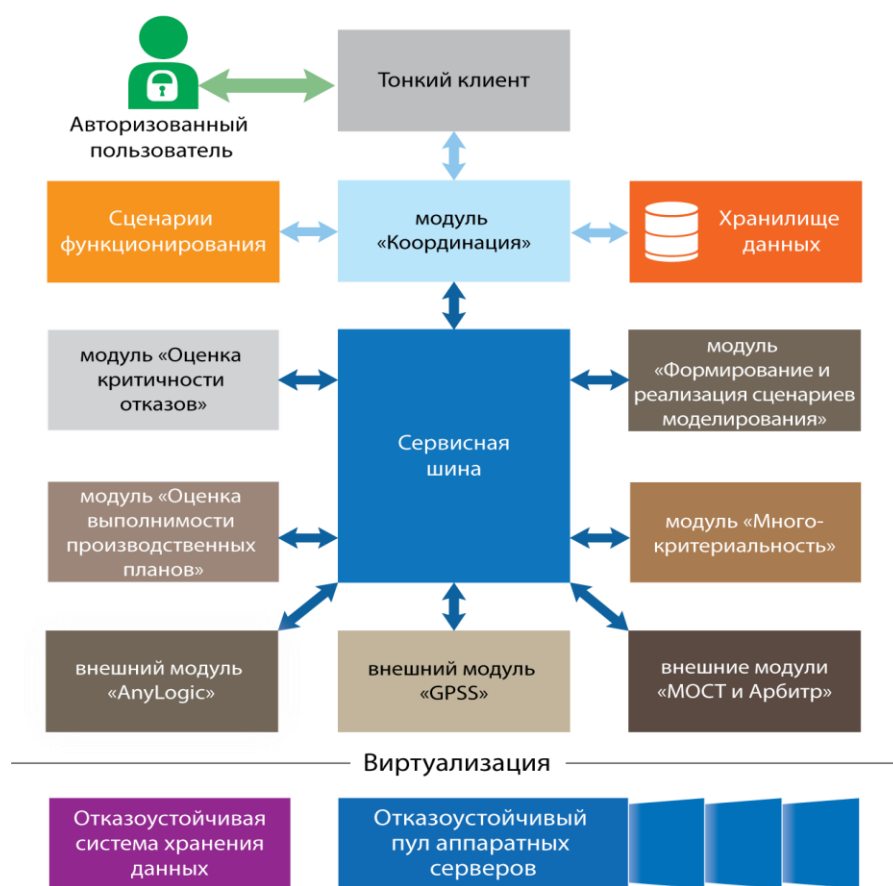 Тонкий клиент
Авторизованный
пользователь
Сценарии
функционирования
модуль
«Координация»
Хранилище
данных
модуль «Оценка
критичности
отказов»
Сервисная
шина
модуль
«Формирование и
реализация сценариев
моделирования»
модуль «Оценка
выполнимости
производственных
планов»
модуль «Много-
критериальность»
внешний модуль
«AnyLogic»
внешний модуль
«GPSS»
внешние модули
«МОСТ и Арбитр»
Виртуализация
Отказоустойчивая
система хранения
данных
Отказоустойчивый
пул аппаратных
серверов